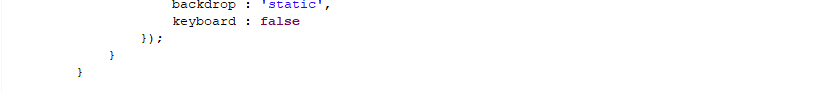 backdrop : 'static',
keyboard : false
});
}
}